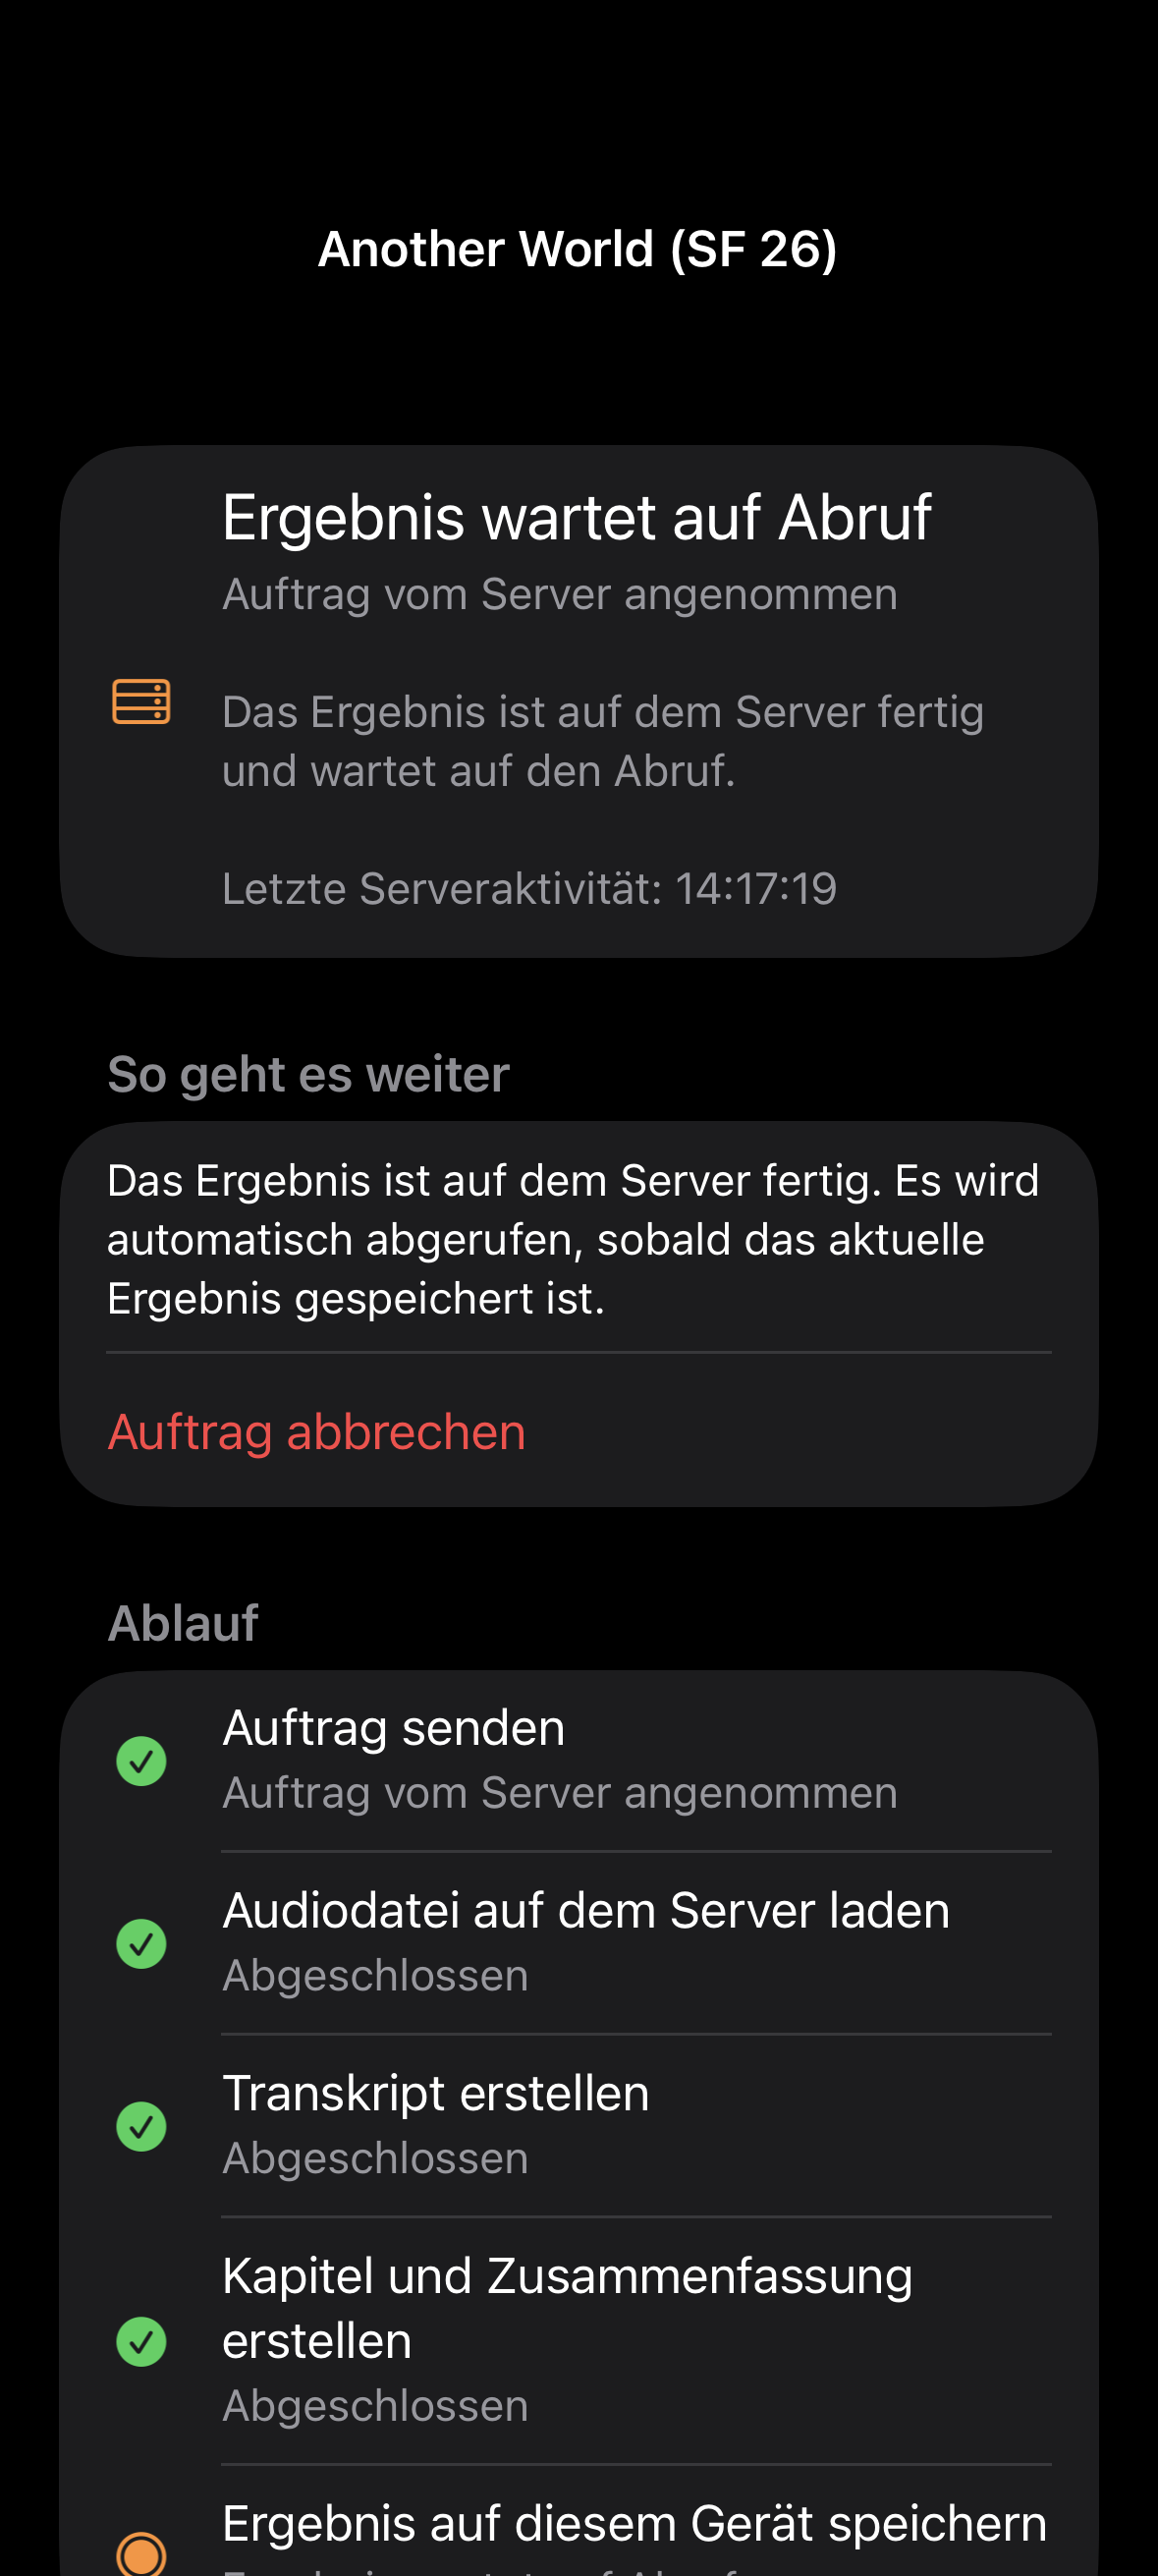 Another World (SF 26)
Ergebnis wartet auf Abruf
Auftrag vom Server angenommen
Das Ergebnis ist auf dem Server fertig
und wartet auf den Abruf.
Letzte Serveraktivität: 14:17:19
So geht es weiter
Das Ergebnis ist auf dem Server fertig. Es wird
automatisch abgerufen, sobald das aktuelle
Ergebnis gespeichert ist.
Auftrag abbrechen
Ablauf
Auftrag senden
Auftrag vom Server angenommen
Audiodatei auf dem Server laden
Abgeschlossen
Transkript erstellen
Abgeschlossen
Kapitel und Zusammenfassung
erstellen
Abgeschlossen
Ergebnis auf diesem Gerät speichern